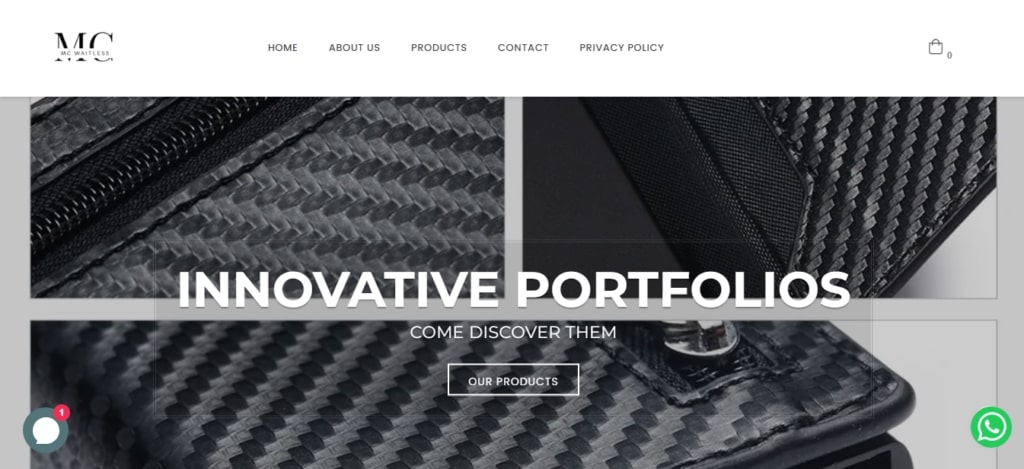 MC
MC WAITLESS
HOME
ABOUT US
PRODUCTS
CONTACT
PRIVACY POLICY
0
INNOVATIVE PORTFOLIOS
COME DISCOVER THEM
OUR PRODUCTS
1